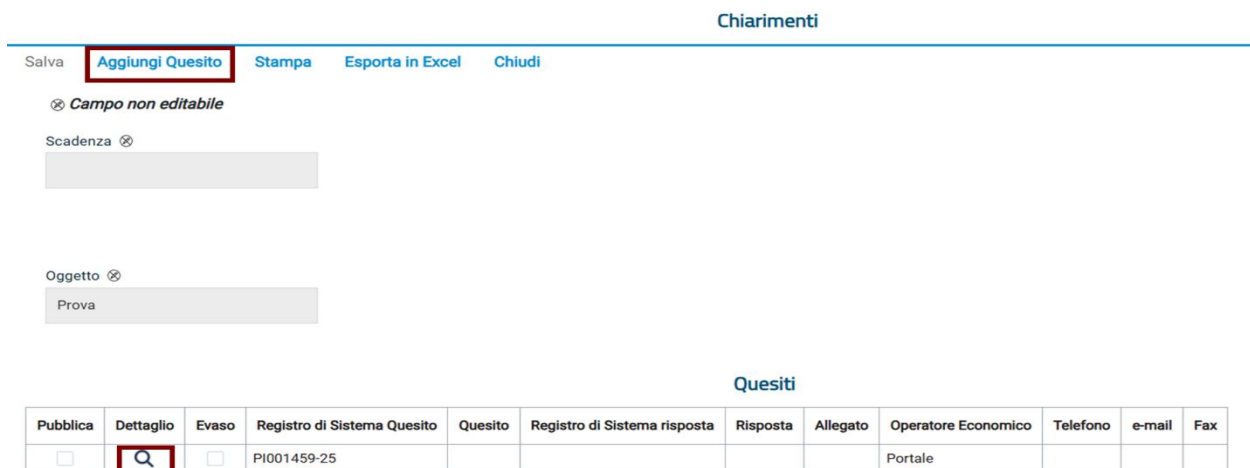 Chiarimenti
Salva Aggiungi Quesito Stampa Esporta in Excel Chiudi
Campo non editabile
Scadenza
Oggetto
Prova
Quesiti
Pubblica Dettaglio Evaso Registro di Sistema Quesito Quesito Registro di Sistema risposta Risposta Allegato Operatore Economico Telefono e-mail Fax
PI001459-25 Portale